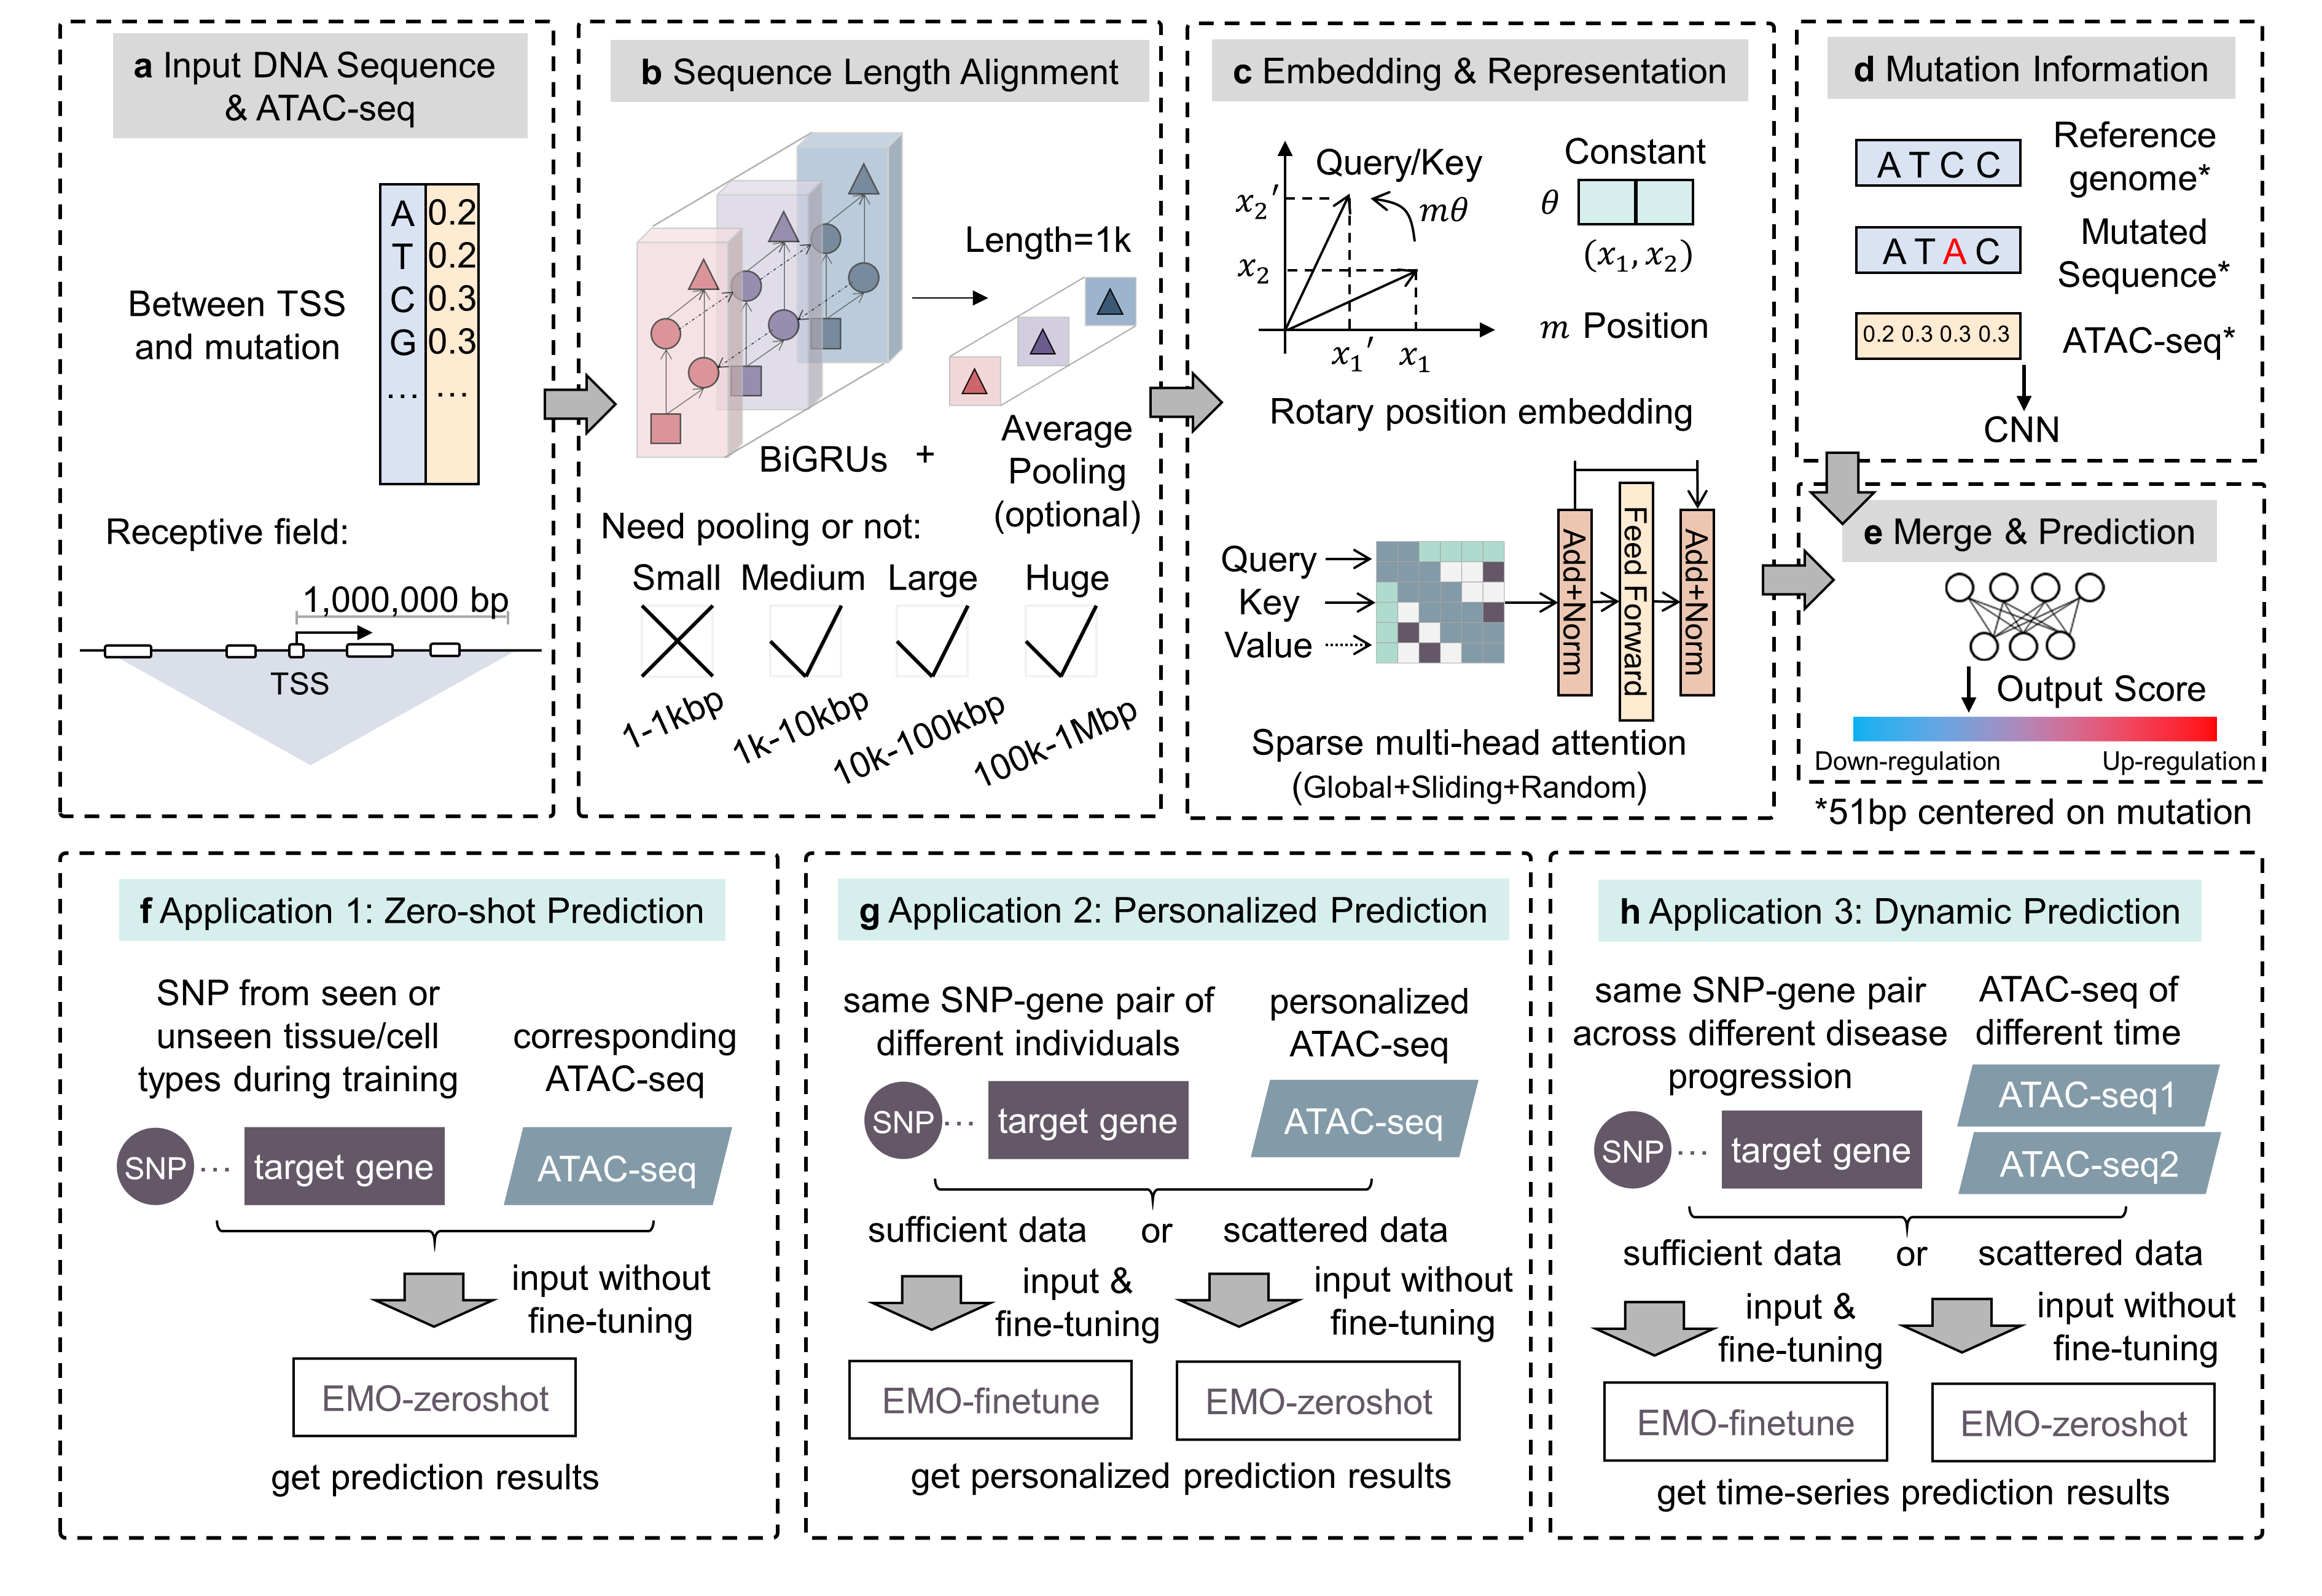 a Input DNA Sequence
& ATAC-seq
A 0.2
T 0.2
C 0.3
G 0.3
... ...
Between TSS
and mutation
Receptive field:
1,000,000 bp
TSS
b Sequence Length Alignment
Length=1k
BiGRUs +
Average
Pooling
(optional)
Need pooling or not:
Small Medium Large Huge
1-1kbp 1k-10kbp 10k-100kbp 100k-1Mbp
c Embedding & Representation
Query/Key
x₂′
mθ
x₂
x₁′ x₁
Constant
θ
(x₁, x₂)
m Position
Rotary position embedding
Query
Key
Value
Add+Norm
Feed Forward
Add+Norm
Sparse multi-head attention
(Global+Sliding+Random)
d Mutation Information
A T C C
Reference
genome*
A T A C
Mutated
Sequence*
0.2 0.3 0.3 0.3
ATAC-seq*
CNN
e Merge & Prediction
Output Score
Down-regulation Up-regulation
*51bp centered on mutation
f Application 1: Zero-shot Prediction
SNP from seen or
unseen tissue/cell
types during training
corresponding
ATAC-seq
SNP ... target gene
ATAC-seq
input without
fine-tuning
EMO-zeroshot
get prediction results
g Application 2: Personalized Prediction
same SNP-gene pair of
different individuals
personalized
ATAC-seq
SNP ... target gene
ATAC-seq
sufficient data or scattered data
input &
fine-tuning
input without
fine-tuning
EMO-finetune
EMO-zeroshot
get personalized prediction results
h Application 3: Dynamic Prediction
same SNP-gene pair
across different disease
progression
ATAC-seq of
different time
SNP ... target gene
ATAC-seq1
ATAC-seq2
sufficient data or scattered data
input &
fine-tuning
input without
fine-tuning
EMO-finetune
EMO-zeroshot
get time-series prediction results